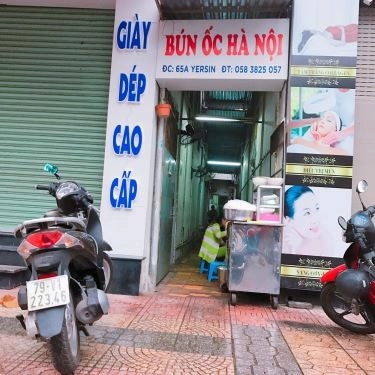 GIÀY
DÉP
CAO
CẤP
BÚN ỐC HÀ NỘI
ĐC: 65A YERSIN ĐT: 058 3825 057
79-V1
223.46